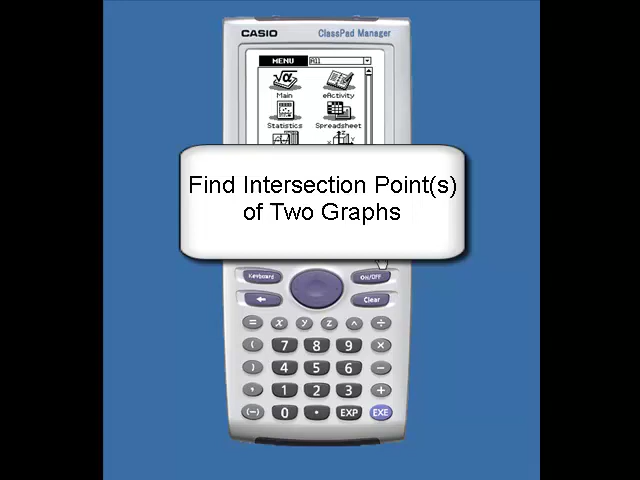 CASIO ClassPad Manager
MENU All
Main eActivity
Statistics Spreadsheet
Find Intersection Point(s)
of Two Graphs
Keyboard ON/OFF
Clear
= x y z ^ ÷
( 7 8 9 ×
) 4 5 6 −
, 1 2 3 +
(−) 0 . EXP EXE